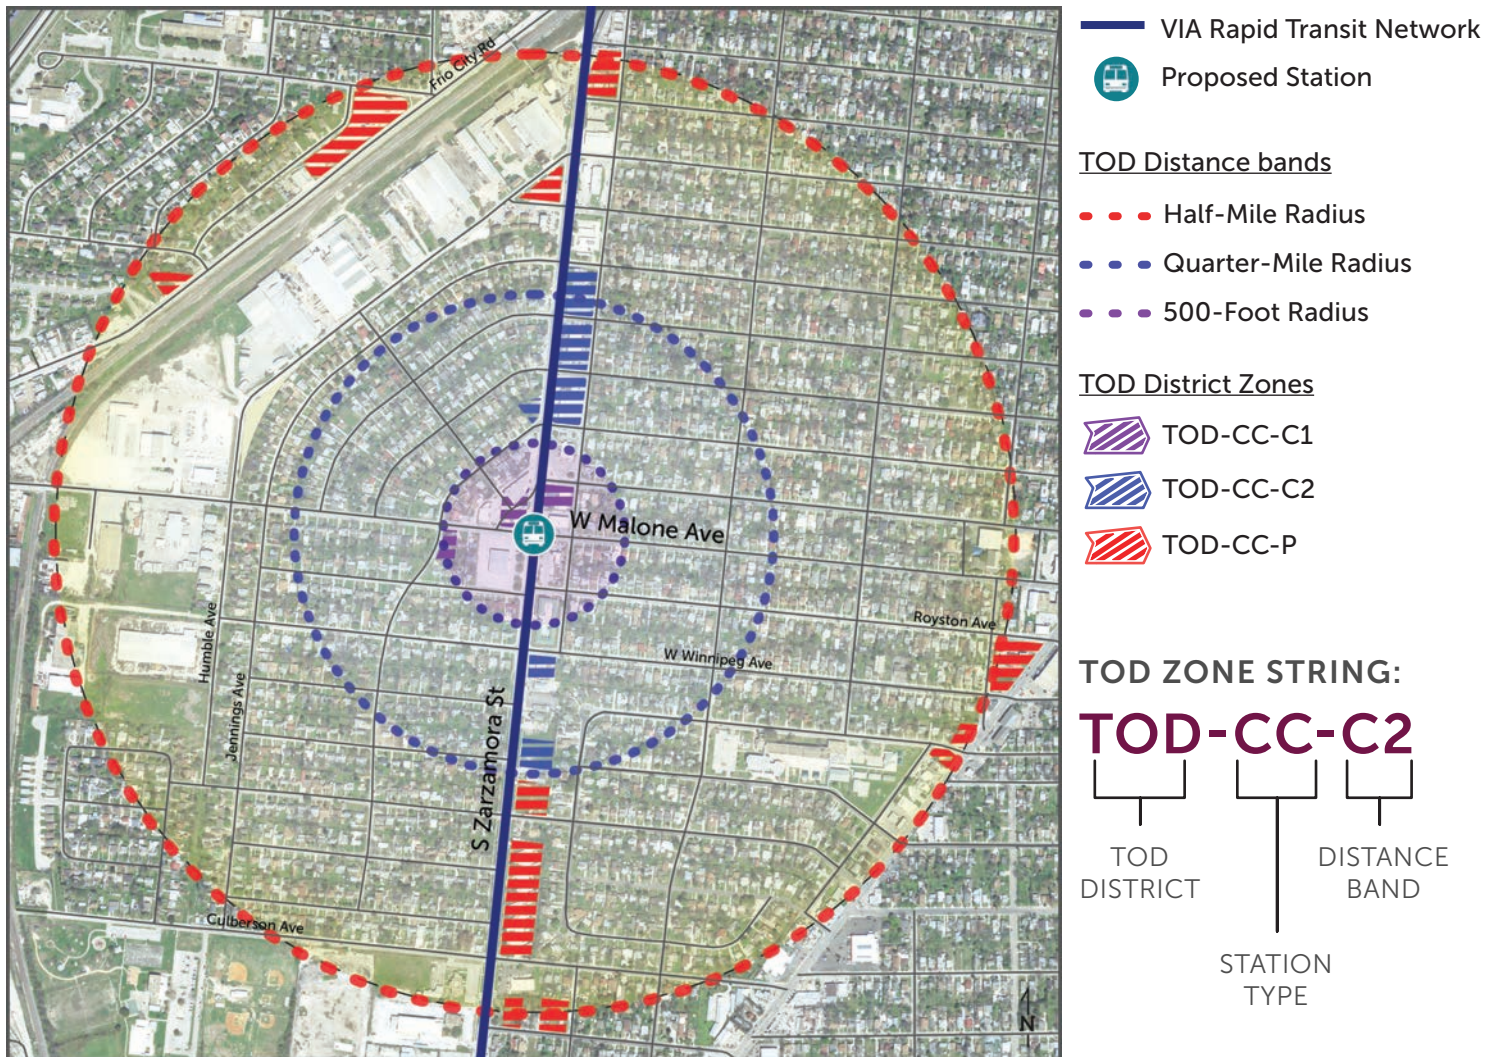 Frio City Rd
W Malone Ave
Royston Ave
W Winnipeg Ave
Humble Ave
Jennings Ave
S Zarzamora St
Culberson Ave
N
VIA Rapid Transit Network
Proposed Station
TOD Distance bands
Half-Mile Radius
Quarter-Mile Radius
500-Foot Radius
TOD District Zones
TOD-CC-C1
TOD-CC-C2
TOD-CC-P
TOD ZONE STRING:
TOD-CC-C2
TOD
DISTRICT
DISTANCE
BAND
STATION
TYPE